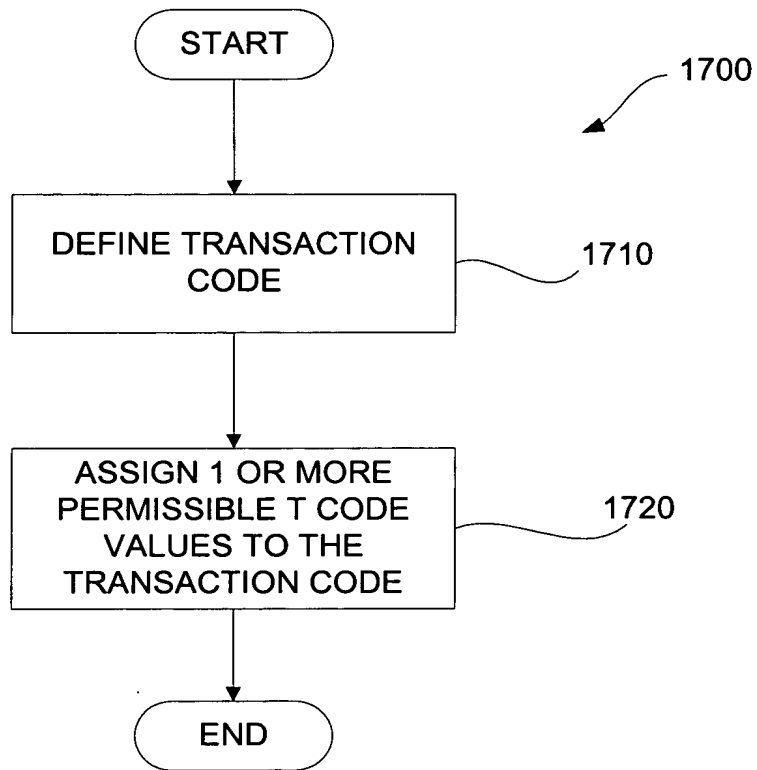 START
1700
DEFINE TRANSACTION
CODE
1710
ASSIGN 1 OR MORE
PERMISSIBLE T CODE
VALUES TO THE
TRANSACTION CODE
1720
END